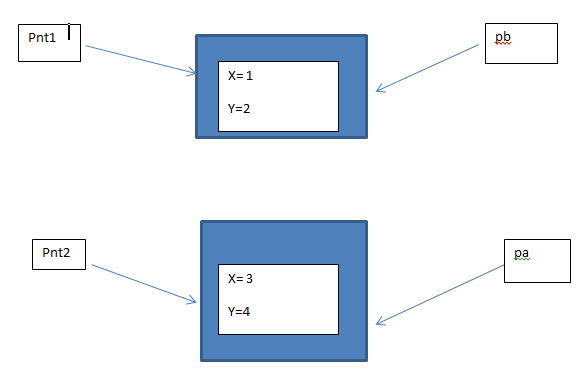 Pnt1
pb
X= 1
Y=2
Pnt2
pa
X= 3
Y=4